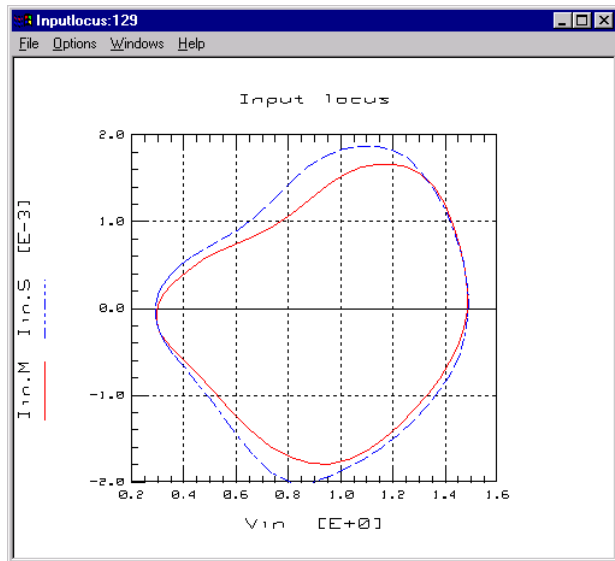 Inputlocus:129
File Options Windows Help
Input locus
2.0
1.0
0.0
-1.0
-2.0
0.2 0.4 0.6 0.8 1.0 1.2 1.4 1.6
Vin [E+0]
Iin.M Iin.S [E-3]